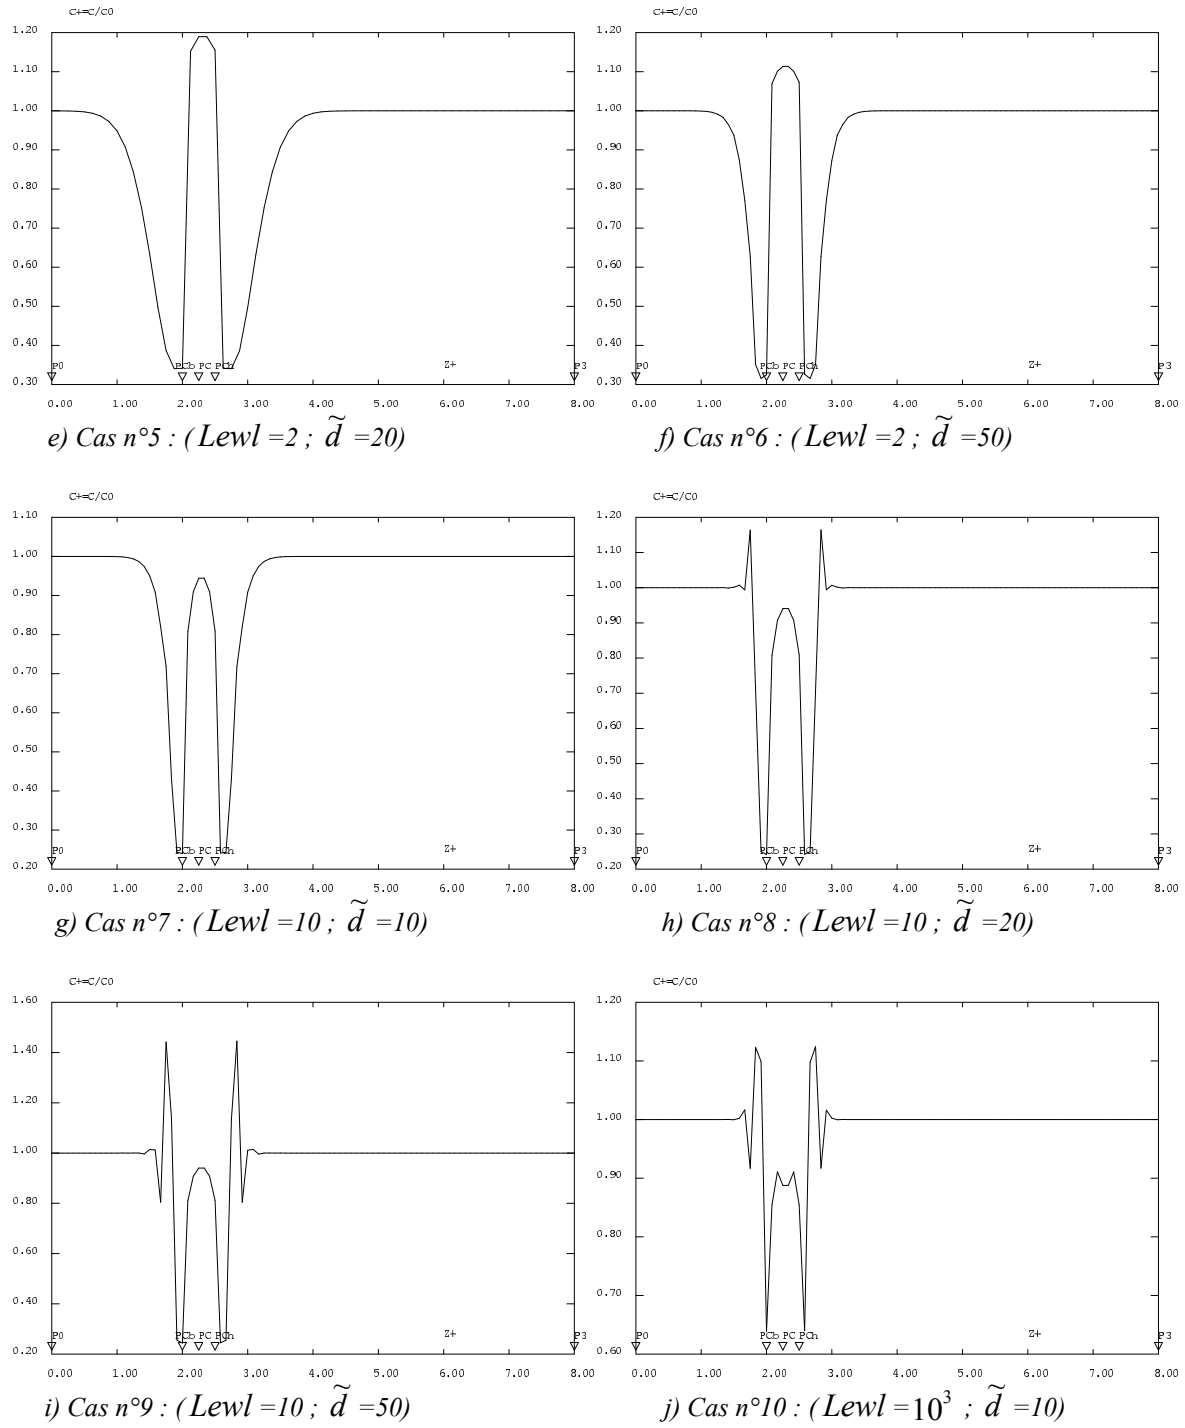 C+=C/C0
1.20
1.10
1.00
0.90
0.80
0.70
0.60
0.50
0.40
0.30
P0 PCb PC PCh Z+ P3
0.00 1.00 2.00 3.00 4.00 5.00 6.00 7.00 8.00
e) Cas n°5 : ( Lewl =2 ; d̃ =20)
C+=C/C0
1.20
1.10
1.00
0.90
0.80
0.70
0.60
0.50
0.40
0.30
P0 PCb PC PCh Z+ P3
0.00 1.00 2.00 3.00 4.00 5.00 6.00 7.00 8.00
f) Cas n°6 : ( Lewl =2 ; d̃ =50)
C+=C/C0
1.10
1.00
0.90
0.80
0.70
0.60
0.50
0.40
0.30
0.20
P0 PCb PC PCh Z+ P3
0.00 1.00 2.00 3.00 4.00 5.00 6.00 7.00 8.00
g) Cas n°7 : ( Lewl =10 ; d̃ =10)
C+=C/C0
1.20
1.10
1.00
0.90
0.80
0.70
0.60
0.50
0.40
0.30
0.20
P0 PCb PC PCh Z+ P3
0.00 1.00 2.00 3.00 4.00 5.00 6.00 7.00 8.00
h) Cas n°8 : ( Lewl =10 ; d̃ =20)
C+=C/C0
1.60
1.40
1.20
1.00
0.80
0.60
0.40
0.20
P0 PCb PC PCh Z+ P3
0.00 1.00 2.00 3.00 4.00 5.00 6.00 7.00 8.00
i) Cas n°9 : ( Lewl =10 ; d̃ =50)
C+=C/C0
1.20
1.10
1.00
0.90
0.80
0.70
0.60
P0 PCb PC PCh Z+ P3
0.00 1.00 2.00 3.00 4.00 5.00 6.00 7.00 8.00
j) Cas n°10 : ( Lewl =10³ ; d̃ =10)